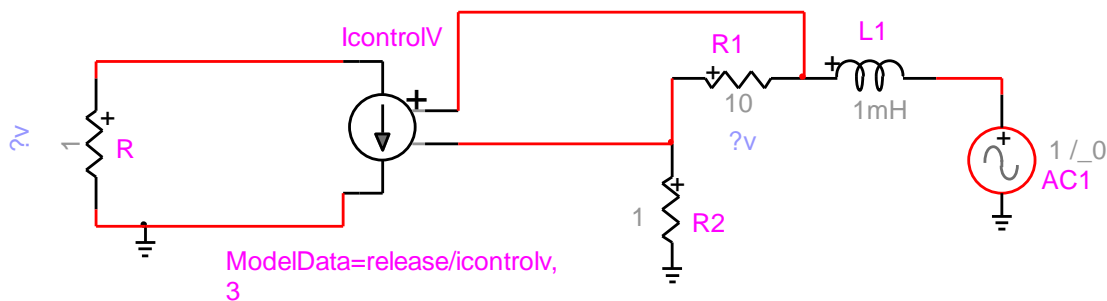 IcontrolV
L1
R1
+
+
+
10
1mH
?v
1
+
R
?v
+
1 /_0
AC1
+
1
R2
+
ModelData=release/icontrolv,
3